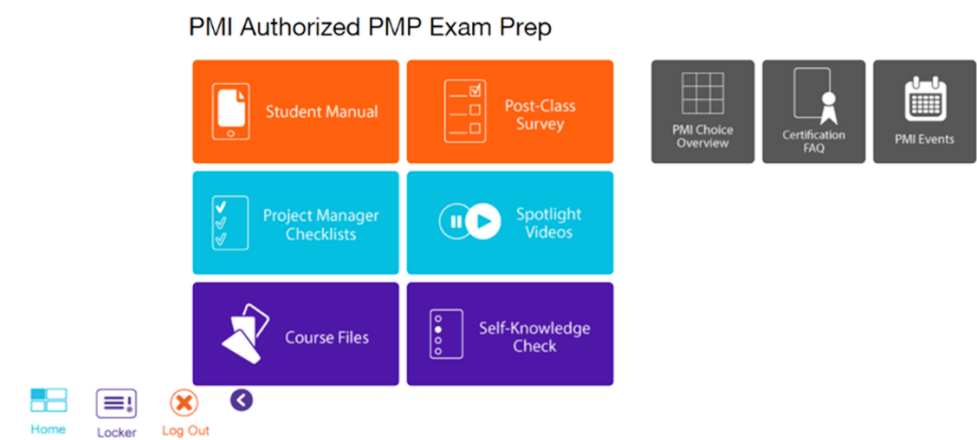 PMI Authorized PMP Exam Prep
Student Manual
Post-Class
Survey
PMI Choice
Overview
Certification
FAQ
PMI Events
Project Manager
Checklists
Spotlight
Videos
Course Files
Self-Knowledge
Check
Home
Locker
Log Out